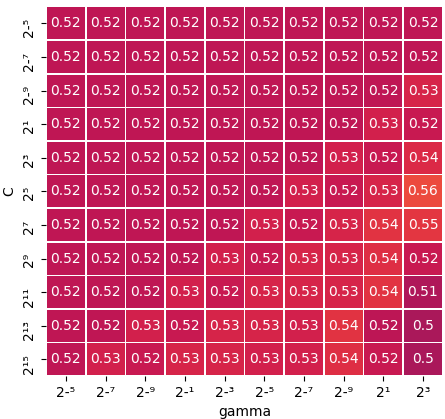 2-⁵ 0.52 0.52 0.52 0.52 0.52 0.52 0.52 0.52 0.52 0.52
2-⁷ 0.52 0.52 0.52 0.52 0.52 0.52 0.52 0.52 0.52 0.52
2-⁹ 0.52 0.52 0.52 0.52 0.52 0.52 0.52 0.52 0.52 0.53
2¹ 0.52 0.52 0.52 0.52 0.52 0.52 0.52 0.52 0.53 0.52
2³ 0.52 0.52 0.52 0.52 0.52 0.52 0.52 0.53 0.52 0.54
C
2⁵ 0.52 0.52 0.52 0.52 0.52 0.52 0.53 0.52 0.53 0.56
2⁷ 0.52 0.52 0.52 0.52 0.52 0.53 0.52 0.53 0.54 0.55
2⁹ 0.52 0.52 0.52 0.52 0.53 0.52 0.53 0.53 0.54 0.52
2¹¹ 0.52 0.52 0.52 0.53 0.52 0.53 0.53 0.53 0.54 0.51
2¹³ 0.52 0.52 0.53 0.52 0.53 0.53 0.53 0.54 0.52 0.5
2¹⁵ 0.52 0.53 0.52 0.53 0.53 0.53 0.53 0.54 0.52 0.5
2-⁵ 2-⁷ 2-⁹ 2-¹ 2-³ 2-⁵ 2-⁷ 2-⁹ 2¹ 2³
gamma